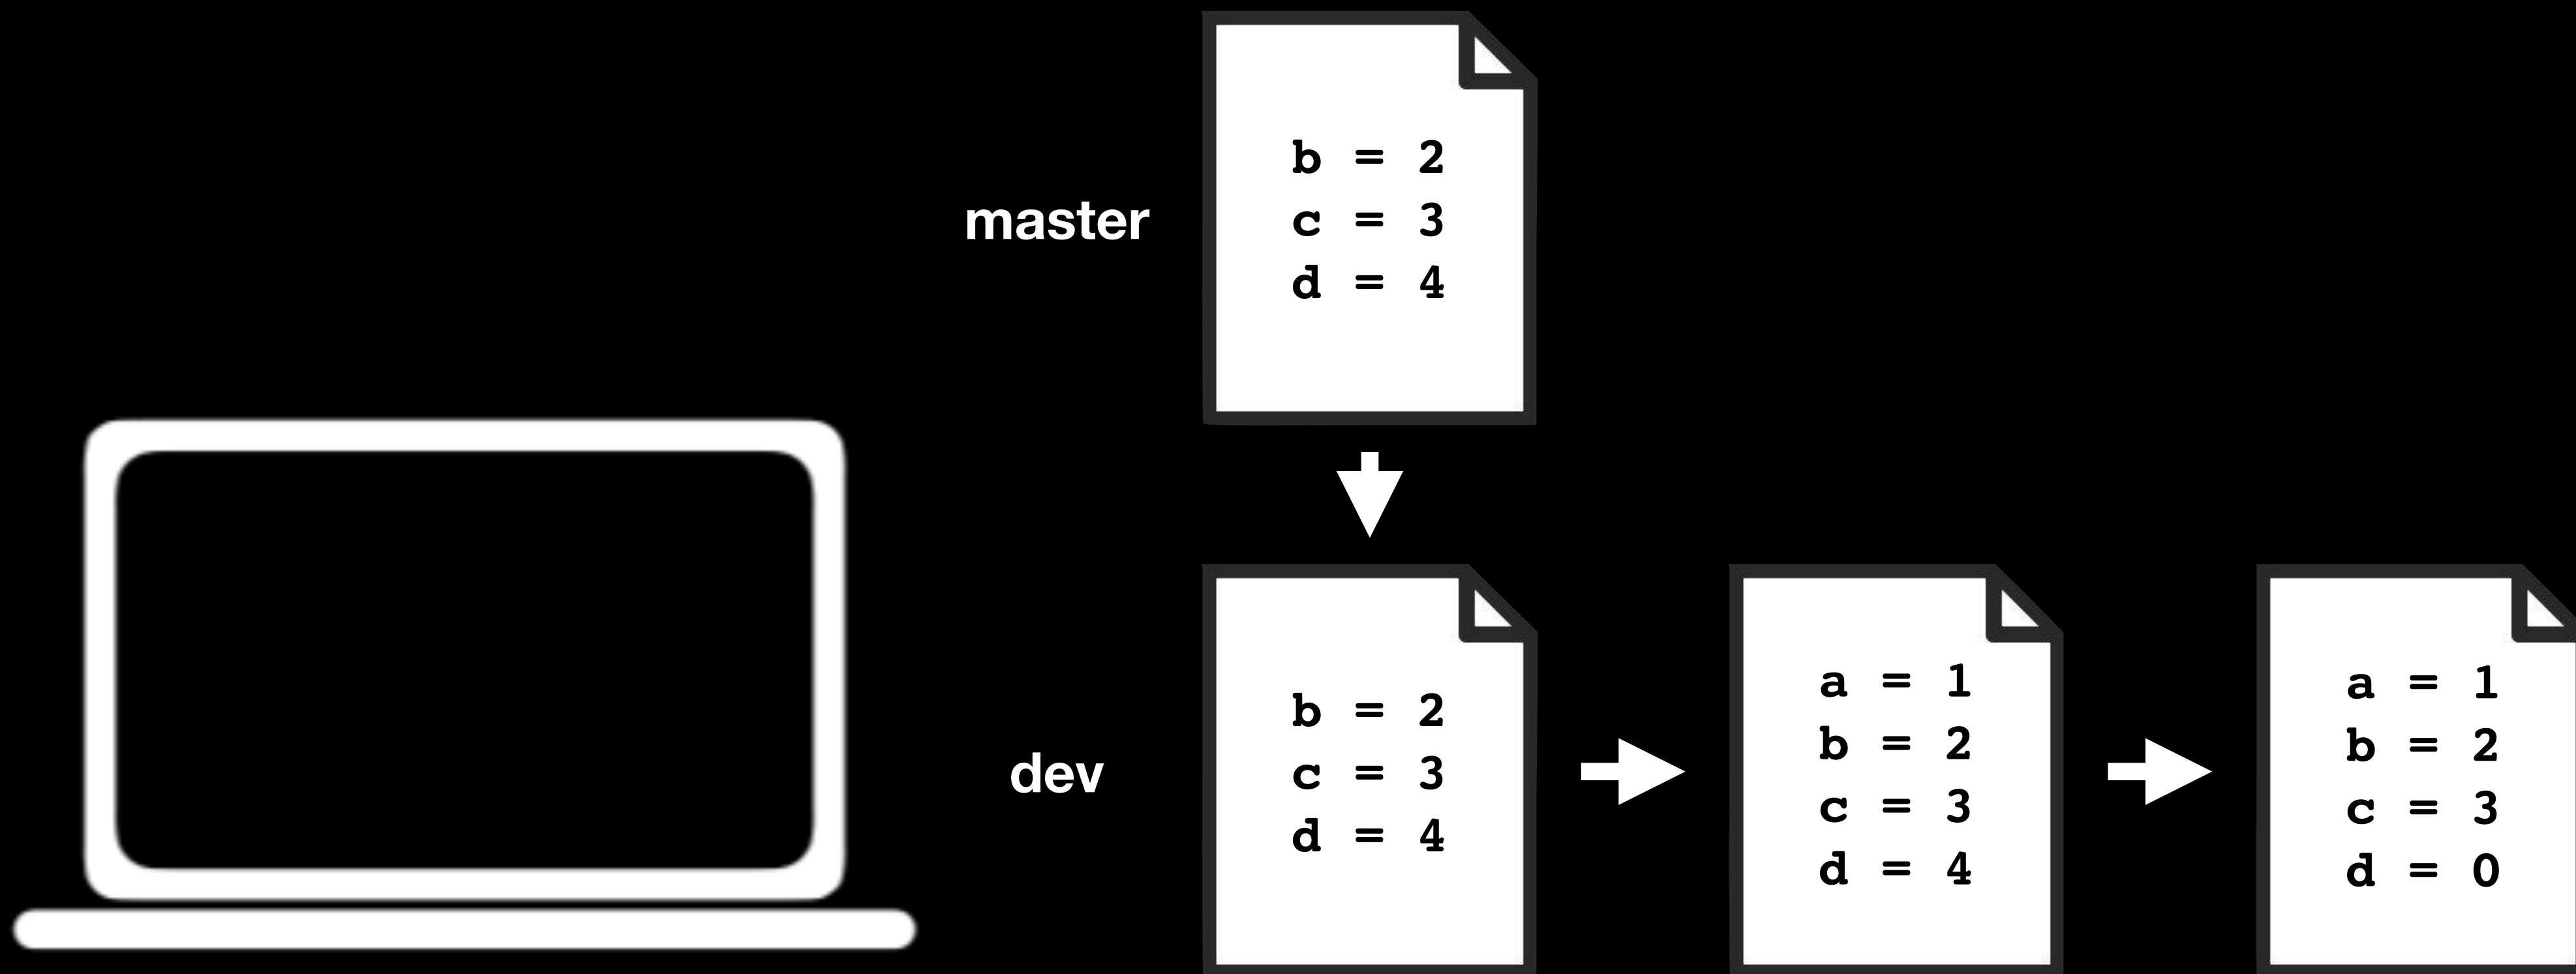 master
b = 2
c = 3
d = 4
dev
b = 2
c = 3
d = 4
a = 1
b = 2
c = 3
d = 4
a = 1
b = 2
c = 3
d = 0